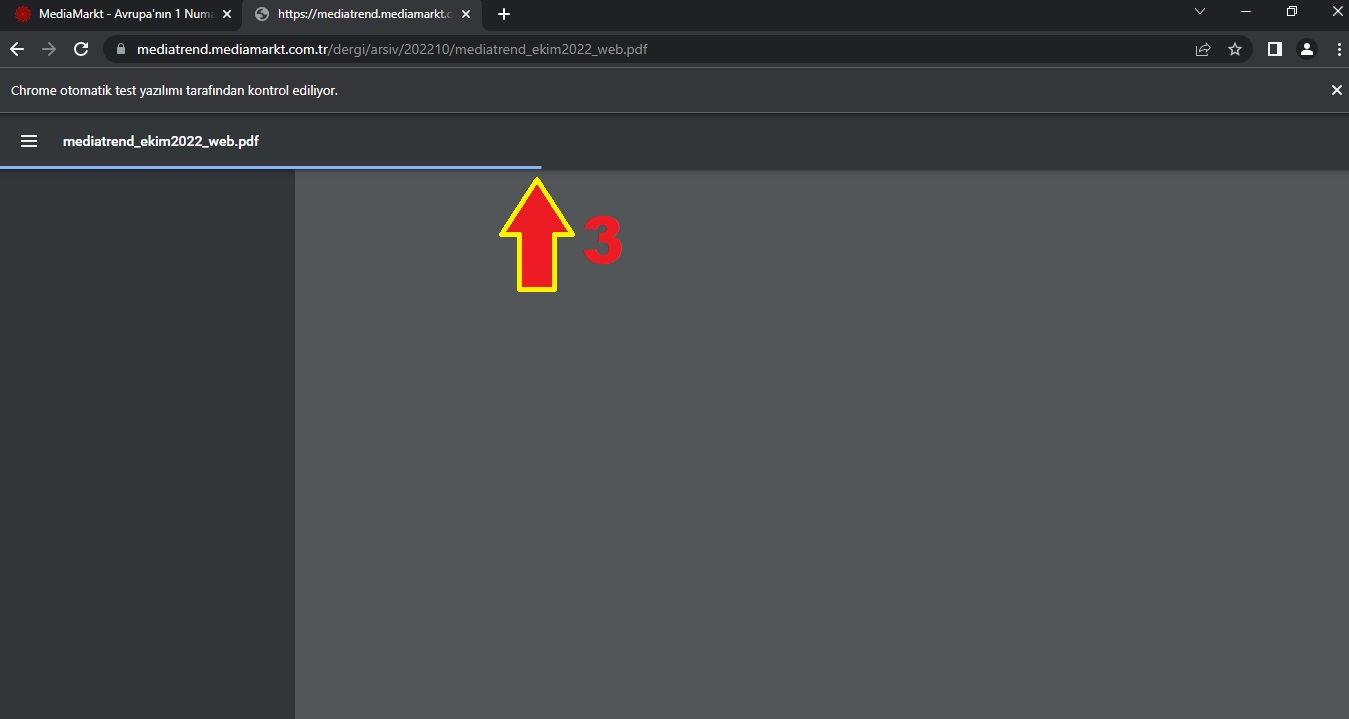 MediaMarkt - Avrupa'nın 1 Numa
https://mediatrend.mediamarkt.c
mediatrend.mediamarkt.com.tr/dergi/arsiv/202210/mediatrend_ekim2022_web.pdf
Chrome otomatik test yazılımı tarafından kontrol ediliyor.
mediatrend_ekim2022_web.pdf
3